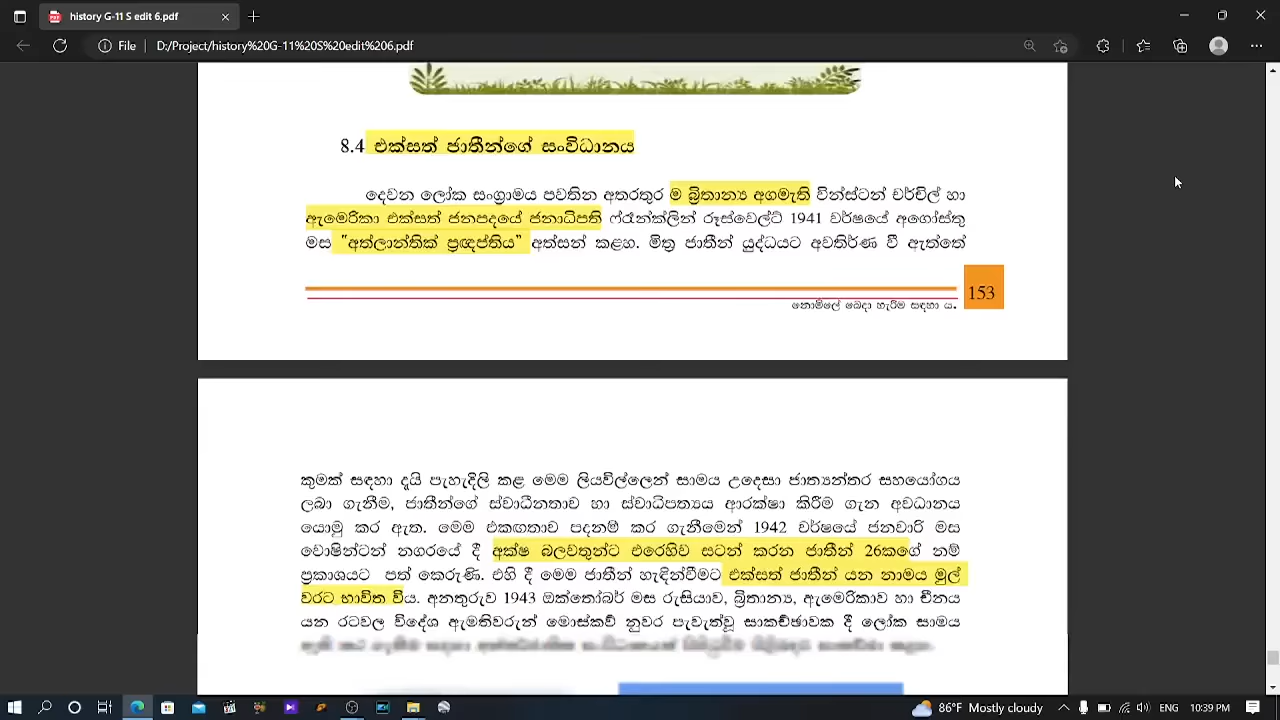 history G-11 S edit 6.pdf
File D:/Project/history%20G-11%20S%20edit%206.pdf
8.4 එක්සත් ජාතීන්ගේ සංවිධානය
දෙවන ලෝක සංග්‍රාමය පවතින අතරතුර ම බ්‍රිතාන්‍ය අගමැති වින්ස්ටන් චර්චිල් හා
ඇමෙරිකා එක්සත් ජනපදයේ ජනාධිපති ෆ්රෑන්ක්ලින් රූස්වෙල්ට් 1941 වර්ෂයේ අගෝස්තු
මස "අත්ලාන්තික් ප්‍රඥප්තිය" අත්සන් කළහ. මිත්‍ර ජාතීන් යුද්ධයට අවතීර්ණ වී ඇත්තේ
153
නොමිලේ බෙදා හැරීම සඳහා ය.
කුමක් සඳහා දැයි පැහැදිලි කළ මෙම ලියවිල්ලෙන් සාමය උදෙසා ජාත්‍යන්තර සහයෝගය
ලබා ගැනීම, ජාතීන්ගේ ස්වාධීනතාව හා ස්වාධිපත්‍යය ආරක්ෂා කිරීම ගැන අවධානය
යොමු කර ඇත. මෙම එකඟතාව පදනම් කර ගැනීමෙන් 1942 වර්ෂයේ ජනවාරි මස
වොෂින්ටන් නගරයේ දී අක්ෂ බලවතුන්ට එරෙහිව සටන් කරන ජාතීන් 26කගේ නම්
ප්‍රකාශයට පත් කෙරුණි. එහි දී මෙම ජාතීන් හැඳින්වීමට එක්සත් ජාතීන් යන නාමය මුල්
වරට භාවිත විය. අනතුරුව 1943 ඔක්තෝබර් මස රුසියාව, බ්‍රිතාන්‍ය, ඇමෙරිකාව හා චීනය
යන රටවල විදේශ ඇමතිවරුන් මොස්කව් නුවර පැවැත්වූ සාකච්ඡාවක දී ලෝක සාමය
86°F Mostly cloudy ENG 10:39 PM